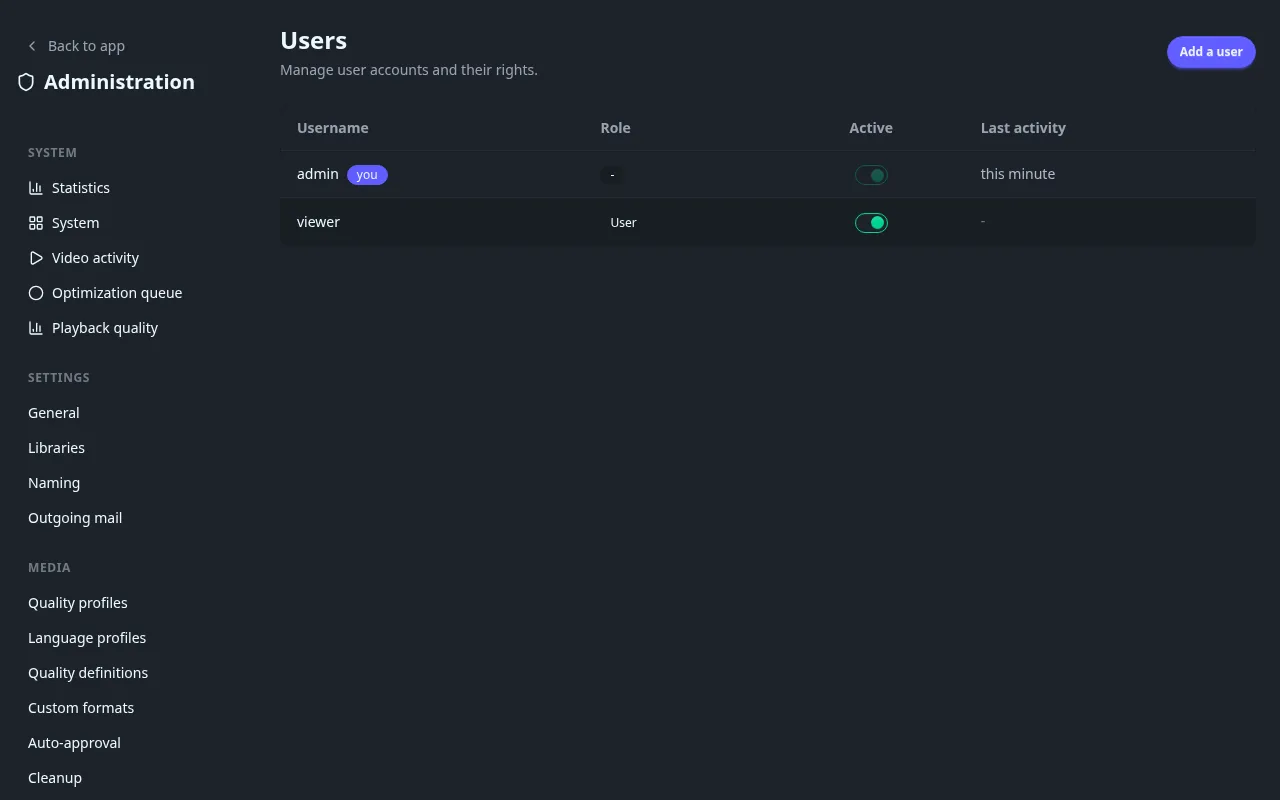 Back to app
Administration
SYSTEM
Statistics
System
Video activity
Optimization queue
Playback quality
SETTINGS
General
Libraries
Naming
Outgoing mail
MEDIA
Quality profiles
Language profiles
Quality definitions
Custom formats
Auto-approval
Cleanup
Users
Manage user accounts and their rights.
Add a user
Username Role Active Last activity
admin you - this minute
viewer User -